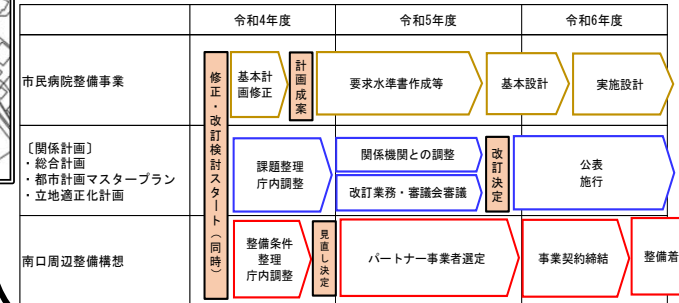 令和4年度
令和5年度
令和6年度
市民病院整備事業
修正・改訂検討スタート（同時）
基本計
画修正
計画成案
要求水準書作成等
基本設計
実施設計
〔関係計画〕
・総合計画
・都市計画マスタープラン
・立地適正化計画
課題整理
庁内調整
関係機関との調整
改訂業務・審議会審議
改訂決定
公表
施行
南口周辺整備構想
整備条件
整理
庁内調整
見直し決定
パートナー事業者選定
事業契約締結
整備着